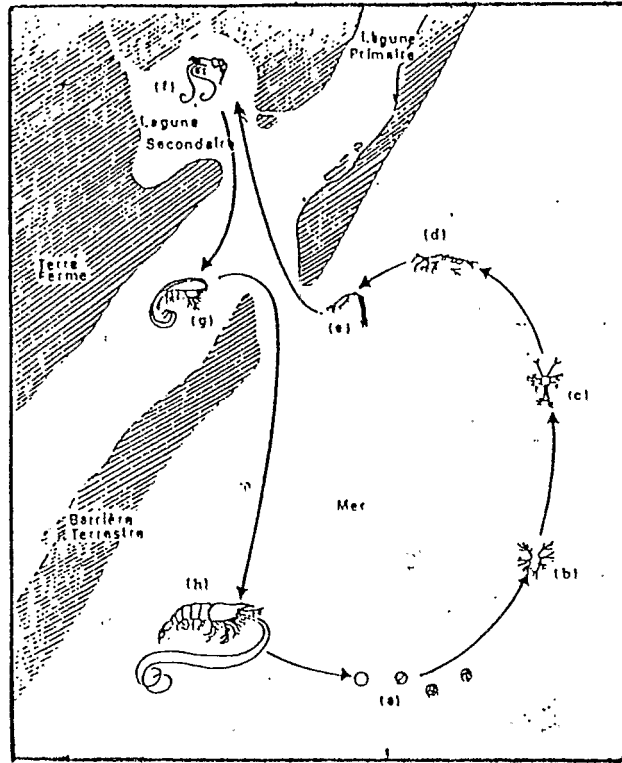 Lagune
Primaire
(f)
Lagune
Secondaire
Terre
Ferme
(g)
(d)
(e)
(c)
Mer
Barrière
Terrestre
(h)
(b)
(a)